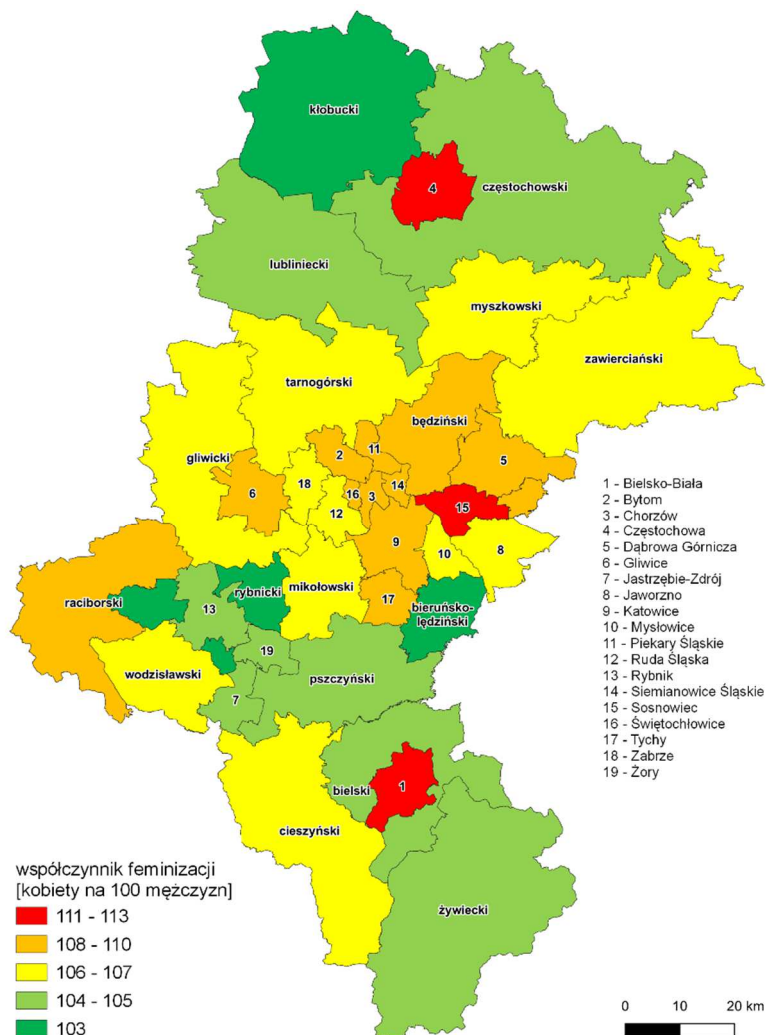 kłobucki
4
częstochowski
lubliniecki
myszkowski
zawierciański
tarnogórski
będziński
gliwicki
2
11
5
18
6
16
3
14
12
15
9
10
8
raciborski
13
rybnicki
mikołowski
17
bieruńsko-
lędziński
19
wodzisławski
pszczyński
7
bielski
1
cieszyński
żywiecki
1 - Bielsko-Biała
2 - Bytom
3 - Chorzów
4 - Częstochowa
5 - Dąbrowa Górnicza
6 - Gliwice
7 - Jastrzębie-Zdrój
8 - Jaworzno
9 - Katowice
10 - Mysłowice
11 - Piekary Śląskie
12 - Ruda Śląska
13 - Rybnik
14 - Siemianowice Śląskie
15 - Sosnowiec
16 - Świętochłowice
17 - Tychy
18 - Zabrze
19 - Żory
współczynnik feminizacji
[kobiety na 100 mężczyzn]
111 - 113
108 - 110
106 - 107
104 - 105
103
0 10 20 km